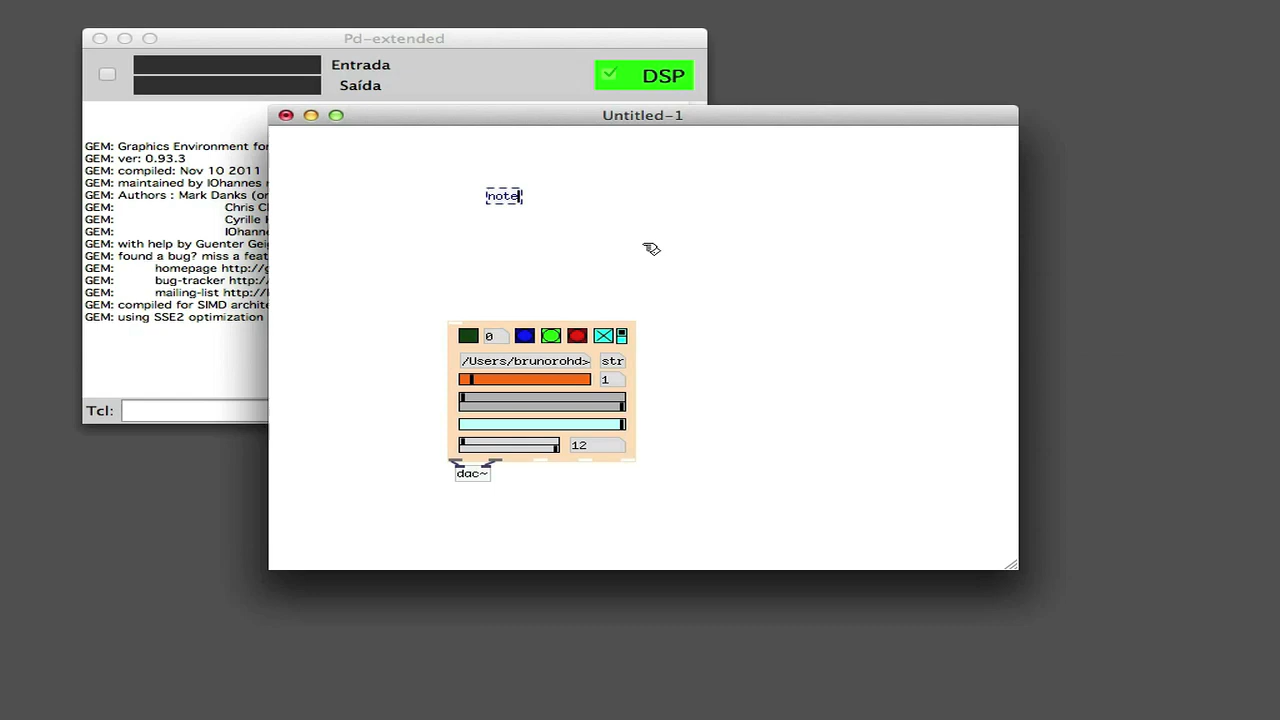 Pd-extended
Entrada
Saída
DSP
Untitled-1
GEM: Graphics Environment for
GEM: ver: 0.93.3
GEM: compiled: Nov 10 2011
GEM: maintained by IOhannes
GEM: Authors : Mark Danks (or
GEM: Chris C
GEM: Cyrille
GEM: IOhann
GEM: with help by Guenter Gei
GEM: found a bug? miss a feat
GEM: homepage http://g
GEM: bug-tracker http:/
GEM: mailing-list http://
GEM: compiled for SIMD archite
GEM: using SSE2 optimization
Tcl:
note
0
/Users/brunorohd> str
1
12
dac~